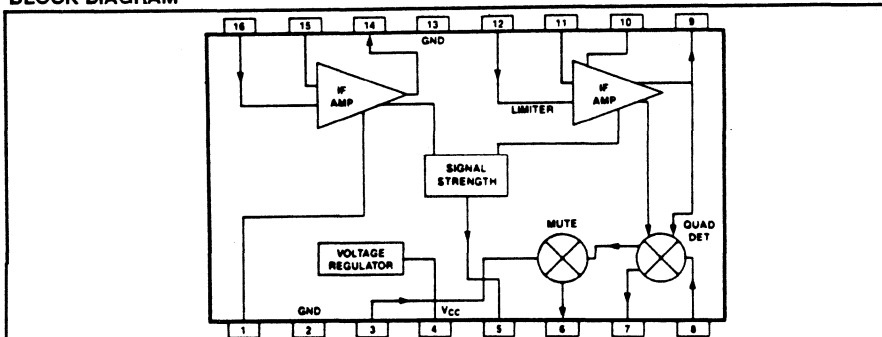 BLOCK DIAGRAM
16 15 14 13 12 11 10 9
GND
IF
AMP
IF
AMP
LIMITER
SIGNAL
STRENGTH
MUTE
QUAD
DET
VOLTAGE
REGULATOR
GND
VCC
1 2 3 4 5 6 7 8